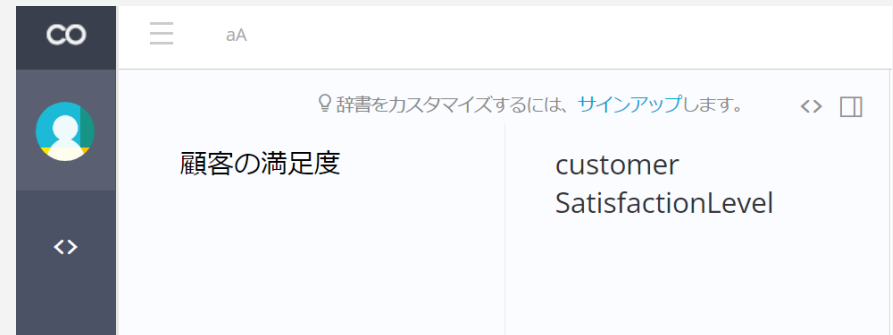 CO
aA
辞書をカスタマイズするには、サインアップします。
<>
顧客の満足度
customer
SatisfactionLevel
<>